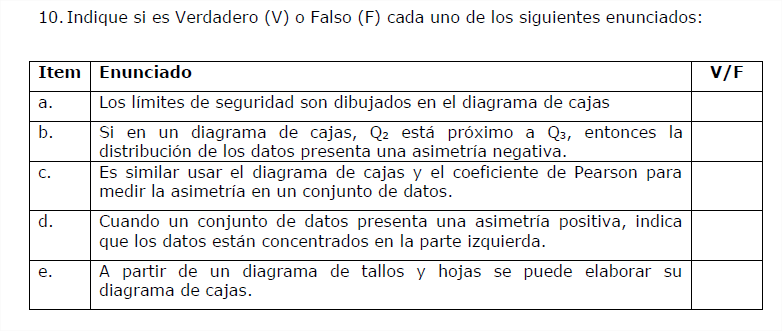 10. Indique si es Verdadero (V) o Falso (F) cada uno de los siguientes enunciados:
Item Enunciado V/F
a. Los límites de seguridad son dibujados en el diagrama de cajas
b. Si en un diagrama de cajas, Q₂ está próximo a Q₃, entonces la
distribución de los datos presenta una asimetría negativa.
c. Es similar usar el diagrama de cajas y el coeficiente de Pearson para
medir la asimetría en un conjunto de datos.
d. Cuando un conjunto de datos presenta una asimetría positiva, indica
que los datos están concentrados en la parte izquierda.
e. A partir de un diagrama de tallos y hojas se puede elaborar su
diagrama de cajas.